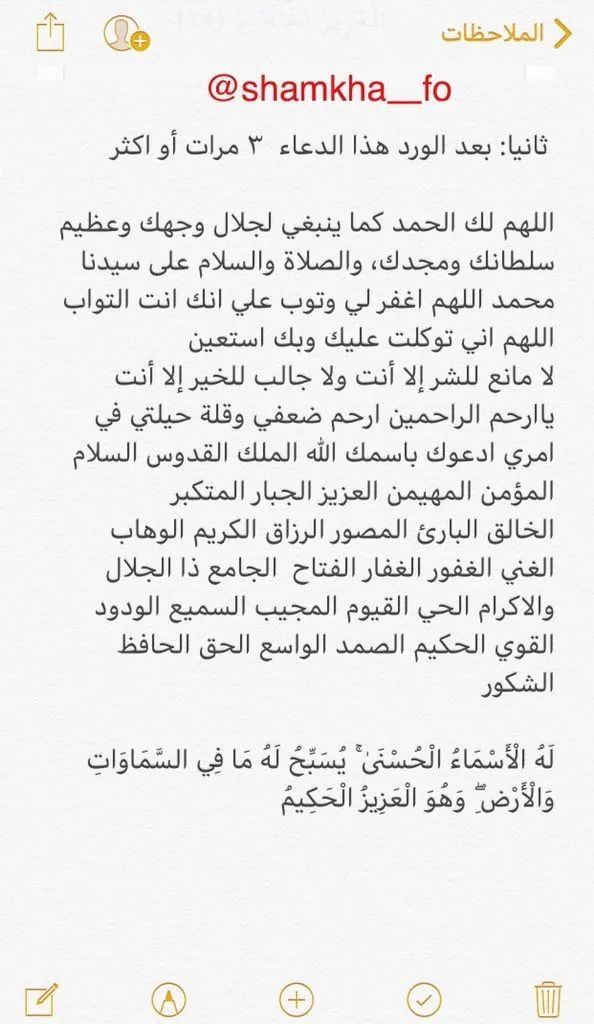 الملاحظات
@shamkha__fo
ثانيا: بعد الورد هذا الدعاء ٣ مرات أو اكثر
اللهم لك الحمد كما ينبغي لجلال وجهك وعظيم
سلطانك ومجدك، والصلاة والسلام على سيدنا
محمد اللهم اغفر لي وتوب علي انك انت التواب
اللهم اني توكلت عليك وبك استعين
لا مانع للشر إلا أنت ولا جالب للخير إلا أنت
ياارحم الراحمين ارحم ضعفي وقلة حيلتي في
امري ادعوك باسمك الله الملك القدوس السلام
المؤمن المهيمن العزيز الجبار المتكبر
الخالق البارئ المصور الرزاق الكريم الوهاب
الغني الغفور الغفار الفتاح الجامع ذا الجلال
والاكرام الحي القيوم المجيب السميع الودود
القوي الحكيم الصمد الواسع الحق الحافظ
الشكور
لَهُ الْأَسْمَاءُ الْحُسْنَىٰ ۚ يُسَبِّحُ لَهُ مَا فِي السَّمَاوَاتِ
وَالْأَرْضِ ۖ وَهُوَ الْعَزِيزُ الْحَكِيمُ